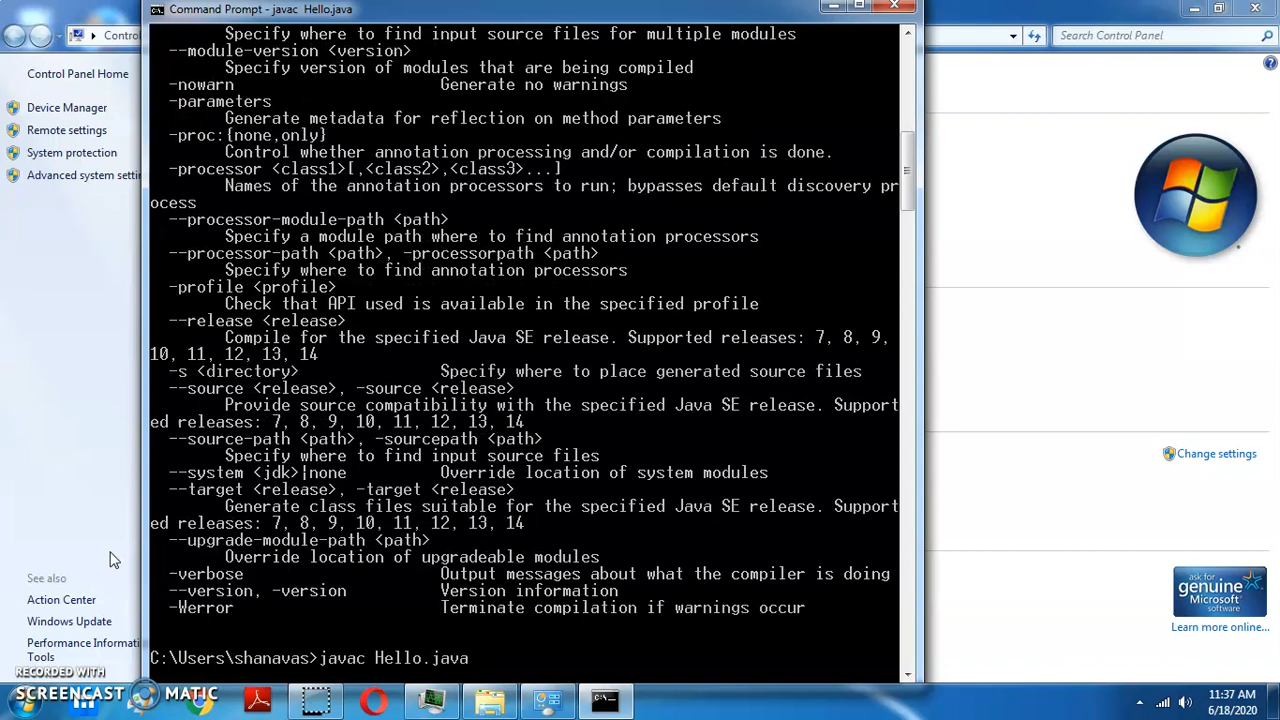 Command Prompt - javac Hello.java
Contro
Search Control Panel
Control Panel Home
Device Manager
Remote settings
System protection
Advanced system setti
Specify where to find input source files for multiple modules
--module-version <version>
Specify version of modules that are being compiled
-nowarn Generate no warnings
-parameters
Generate metadata for reflection on method parameters
-proc:{none,only}
Control whether annotation processing and/or compilation is done.
-processor <class1>[,<class2>,<class3>...]
Names of the annotation processors to run; bypasses default discovery pr
ocess
--processor-module-path <path>
Specify a module path where to find annotation processors
--processor-path <path>, -processorpath <path>
Specify where to find annotation processors
-profile <profile>
Check that API used is available in the specified profile
--release <release>
Compile for the specified Java SE release. Supported releases: 7, 8, 9,
10, 11, 12, 13, 14
-s <directory> Specify where to place generated source files
--source <release>, -source <release>
Provide source compatibility with the specified Java SE release. Support
ed releases: 7, 8, 9, 10, 11, 12, 13, 14
--source-path <path>, -sourcepath <path>
Specify where to find input source files
--system <jdk>|none Override location of system modules
--target <release>, -target <release>
Generate class files suitable for the specified Java SE release. Support
ed releases: 7, 8, 9, 10, 11, 12, 13, 14
--upgrade-module-path <path>
Override location of upgradeable modules
-verbose Output messages about what the compiler is doing
--version, -version Version information
-Werror Terminate compilation if warnings occur
C:\Users\shanavas>javac Hello.java
Change settings
ask for
genuine
Microsoft
software
Learn more online...
See also
Action Center
Windows Update
Performance Informati
Tools
RECORDED WITH
SCREENCAST MATIC
11:37 AM
6/18/2020